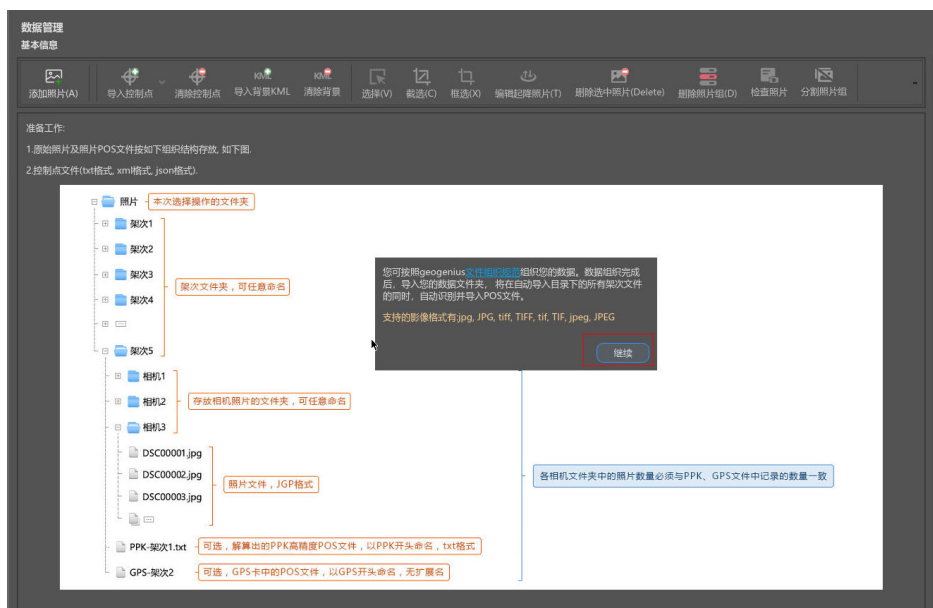 数据管理
基本信息
添加照片(A) 导入控制点 清除控制点 导入背景KML 清除背景 选择(V) 截选(C) 框选(X) 编辑起降照片(T) 删除选中照片(Delete) 删除照片组(D) 检查照片 分割照片组
准备工作:
1.原始照片及照片POS文件按如下组织结构存放, 如下图.
2.控制点文件(txt格式, xml格式, json格式).
照片 本次选择操作的文件夹
架次1
架次2
架次3
架次4
架次文件夹，可任意命名
架次5
您可按照geogenius文件组织规范组织您的数据。数据组织完成
后，导入您的数据文件夹，将在自动导入目录下的所有架次文件
的同时，自动识别并导入POS文件。
支持的影像格式有:jpg, JPG, tiff, TIFF, tif, TIF, jpeg, JPEG
继续
相机1
相机2
存放相机照片的文件夹，可任意命名
相机3
DSC00001.jpg
DSC00002.jpg
DSC00003.jpg
照片文件，JGP格式
各相机文件夹中的照片数量必须与PPK、GPS文件中记录的数量一致
PPK-架次1.txt 可选，解算出的PPK高精度POS文件，以PPK开头命名，txt格式
GPS-架次2 可选，GPS卡中的POS文件，以GPS开头命名，无扩展名